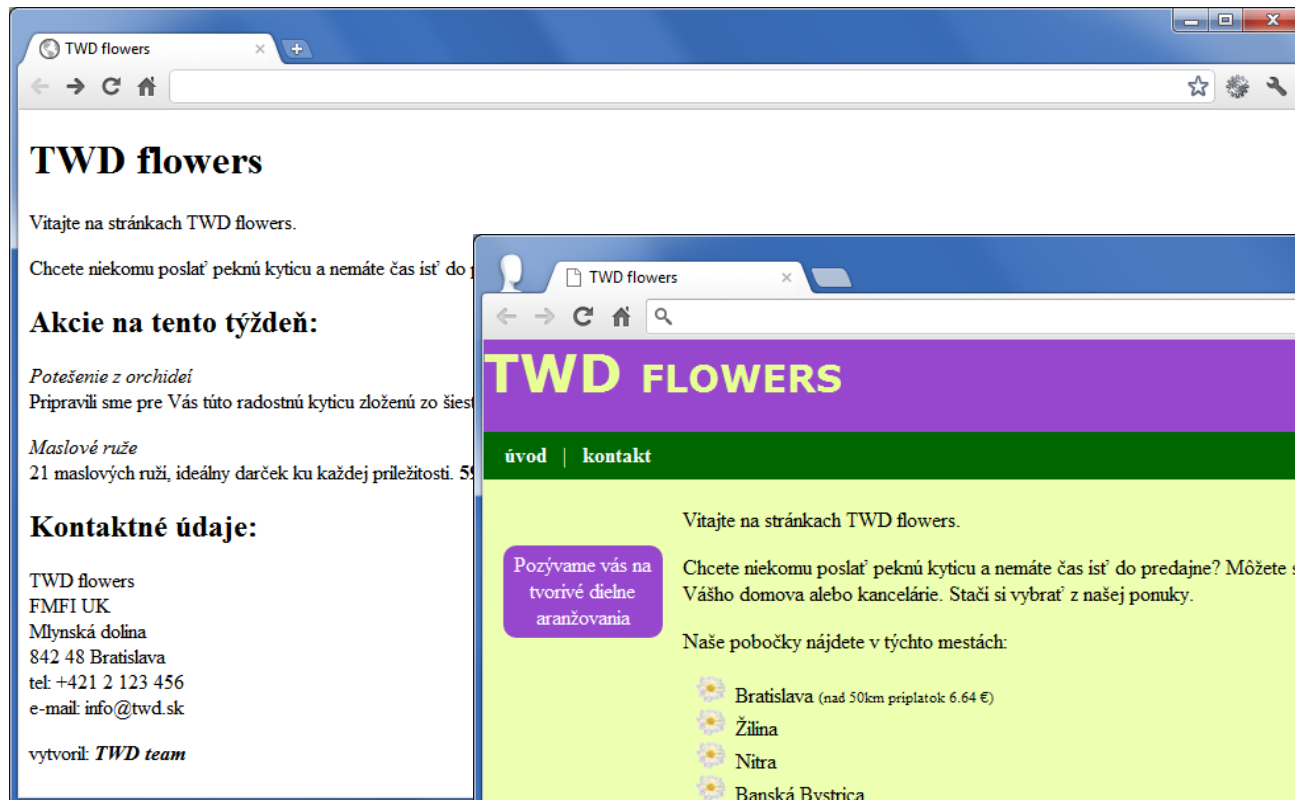 TWD flowers
TWD flowers
Vitajte na stránkach TWD flowers.
Chcete niekomu poslať peknú kyticu a nemáte čas ísť do
Akcie na tento týždeň:
Potešenie z orchideí
Pripravili sme pre Vás túto radostnú kyticu zloženú zo
Maslové ruže
21 maslových ruží, ideálny darček ku každej príležitosti.
Kontaktné údaje:
TWD flowers
FMFI UK
Mlynská dolina
842 48 Bratislava
tel: +421 2 123 456
e-mail: info@twd.sk
vytvoril: TWD team
TWD flowers
TWD FLOWERS
úvod | kontakt
Pozývame vás na
tvorivé dielne
aranžovania
Vitajte na stránkach TWD flowers.
Chcete niekomu poslať peknú kyticu a nemáte čas ísť do predajne? Môžete
Vášho domova alebo kancelárie. Stačí si vybrať z našej ponuky.
Naše pobočky nájdete v týchto mestách:
Bratislava (nad 50km príplatok 6.64 €)
Žilina
Nitra
Banská Bystrica